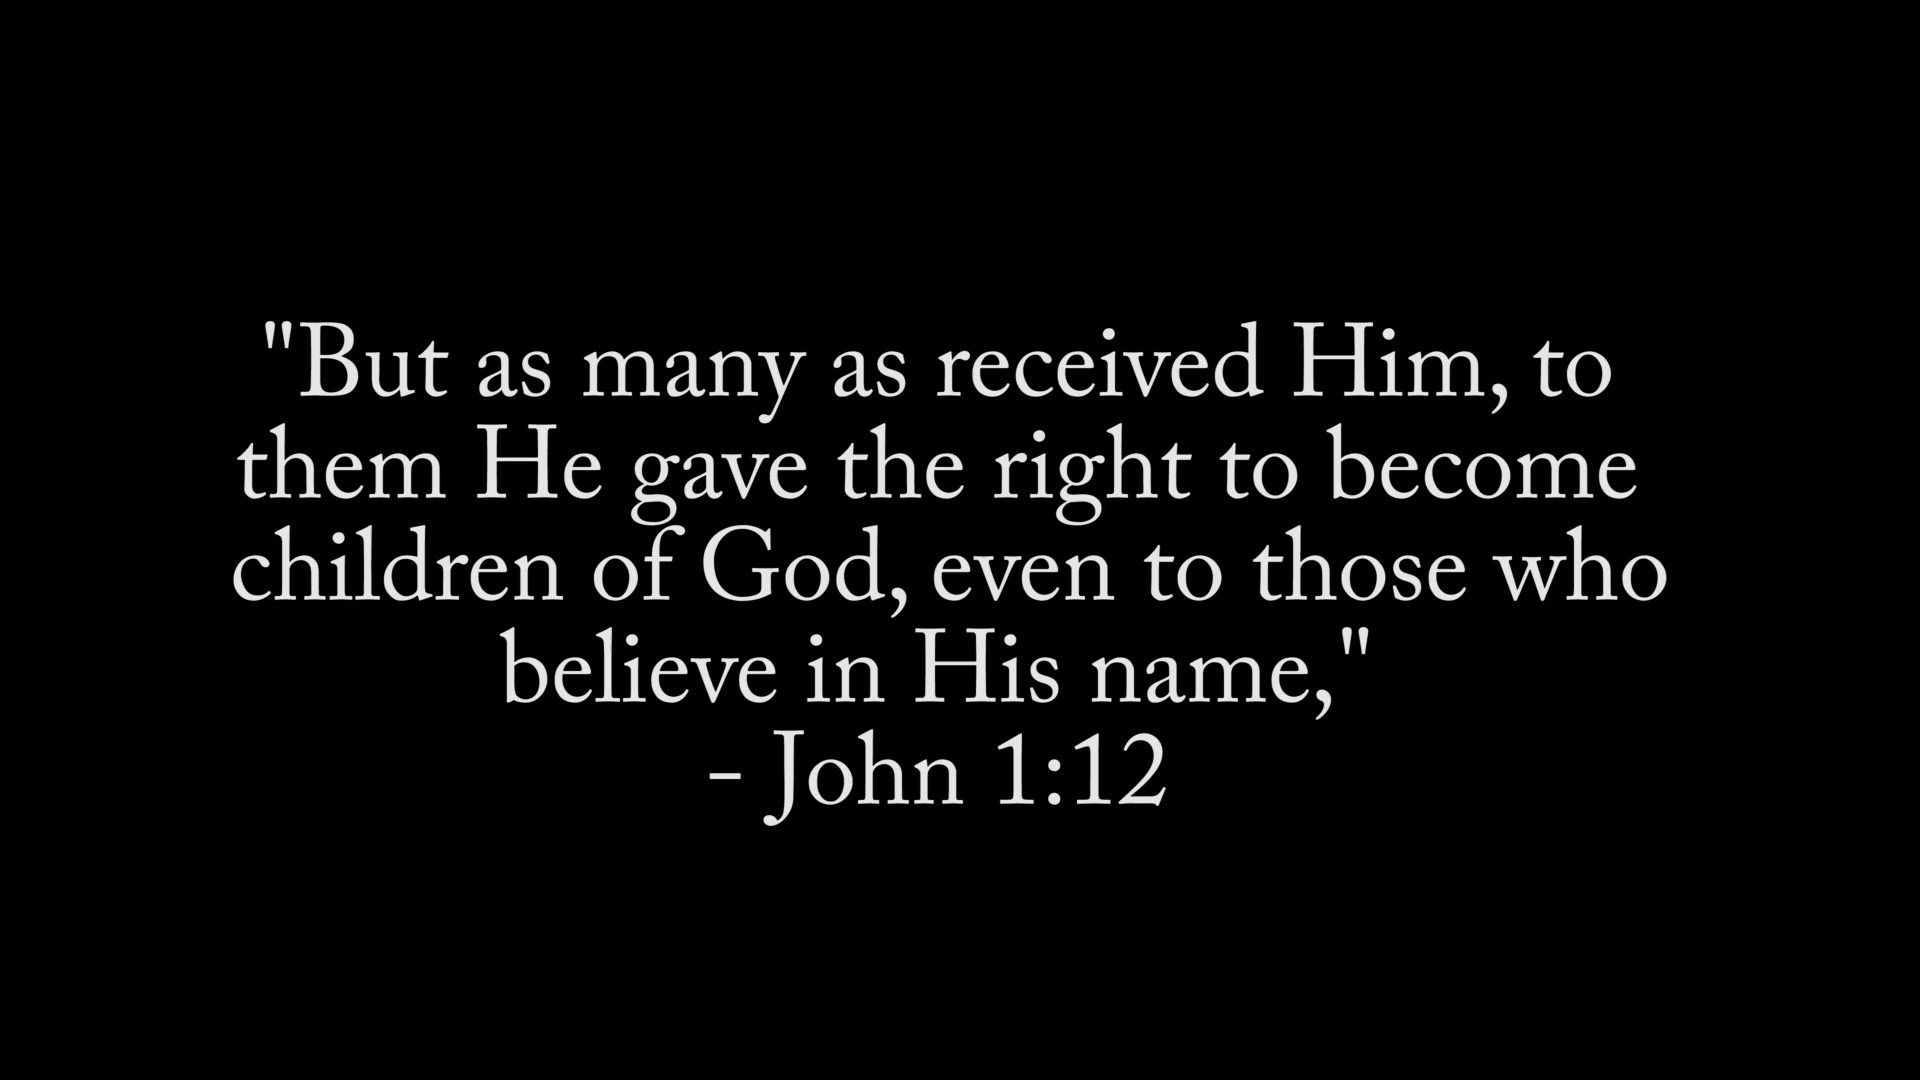 "But as many as received Him, to
them He gave the right to become
children of God, even to those who
believe in His name,"
- John 1:12